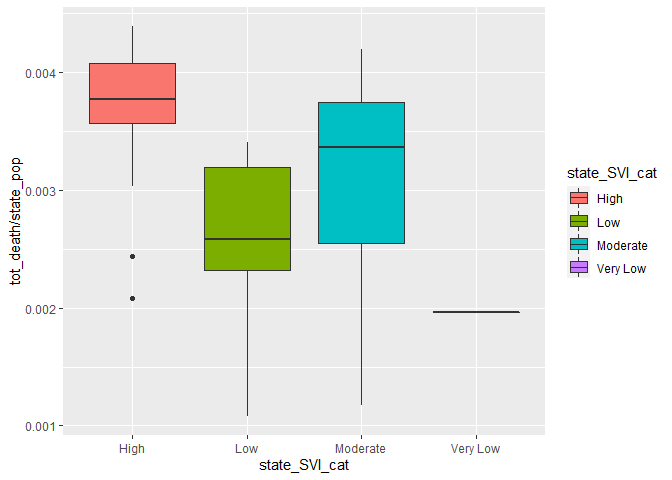 tot_death/state_pop
0.004
0.003
0.002
0.001
High
Low
Moderate
Very Low
state_SVI_cat
state_SVI_cat
High
Low
Moderate
Very Low